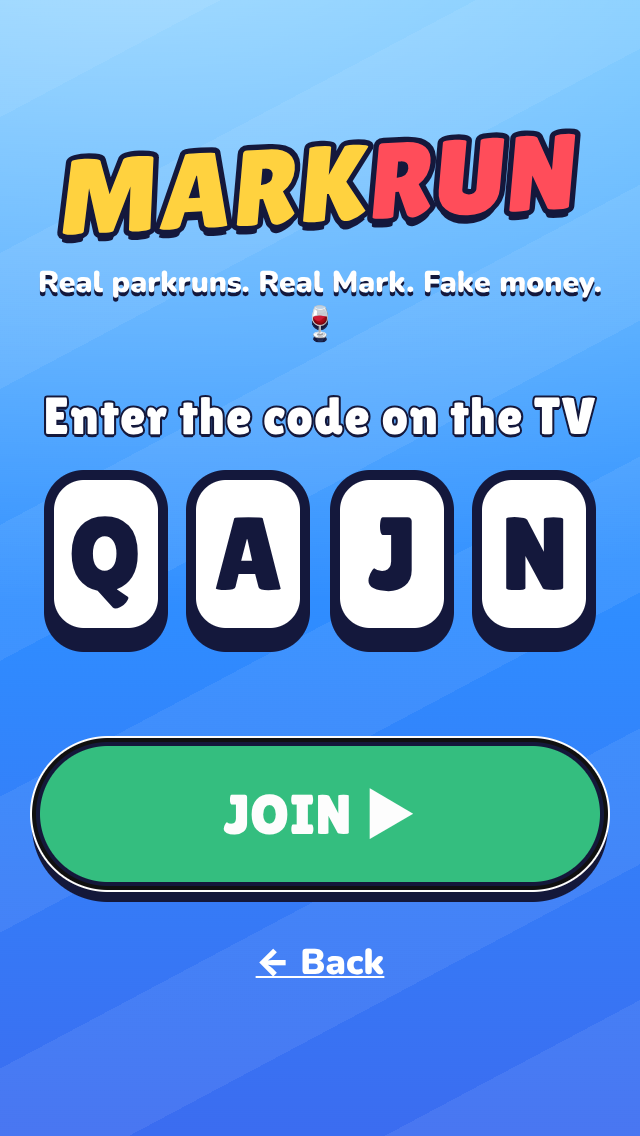 MARKRUN
Real parkruns. Real Mark. Fake money.
🍷
Enter the code on the TV
Q A J N
JOIN ▶
← Back